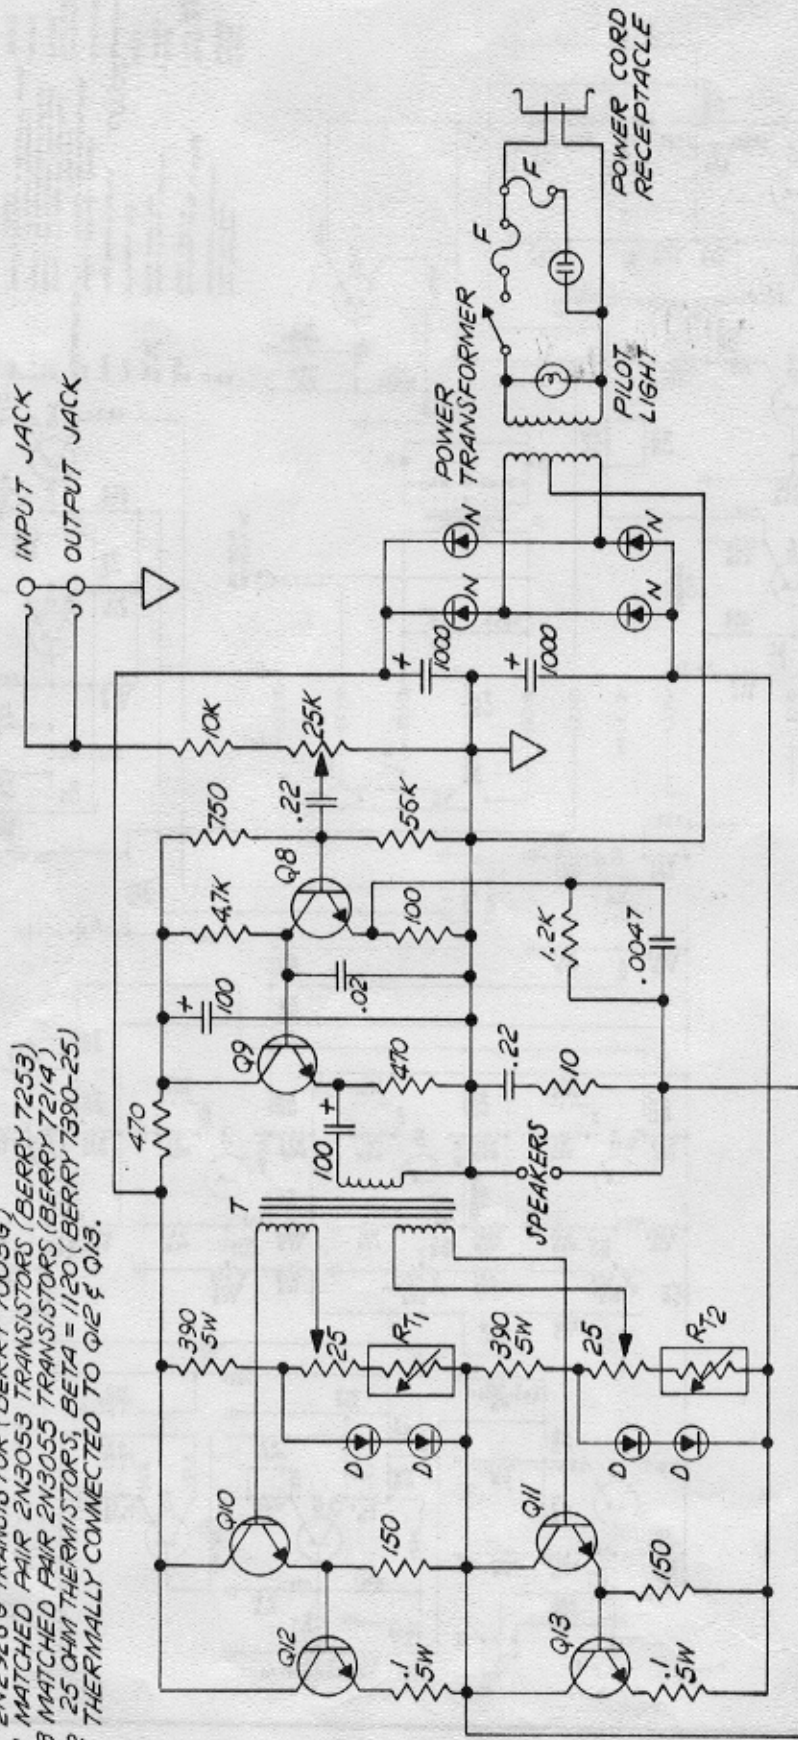 2N2926G TRANSISTOR (BERRY 7005G)
MATCHED PAIR 2N3053 TRANSISTORS (BERRY 7253)
MATCHED PAIR 2N3055 TRANSISTORS (BERRY 7214)
25 OHM THERMISTORS, BETA = 1120 (BERRY 7390-25)
THERMALLY CONNECTED TO Q12 & Q13.
INPUT JACK
OUTPUT JACK
470
+
100
4.7K
750
10K
Q9
Q8
.22
25K
T
100
+
.02
470
100
56K
+
1000
+
1000
.22
10
1.2K
.0047
SPEAKERS
N
N
N
N
POWER
TRANSFORMER
F
F
PILOT
LIGHT
POWER CORD
RECEPTACLE
390
5W
25
RT1
390
5W
25
RT2
D
D
D
D
Q10
Q12
150
.1
5W
Q11
Q13
150
.1
5W